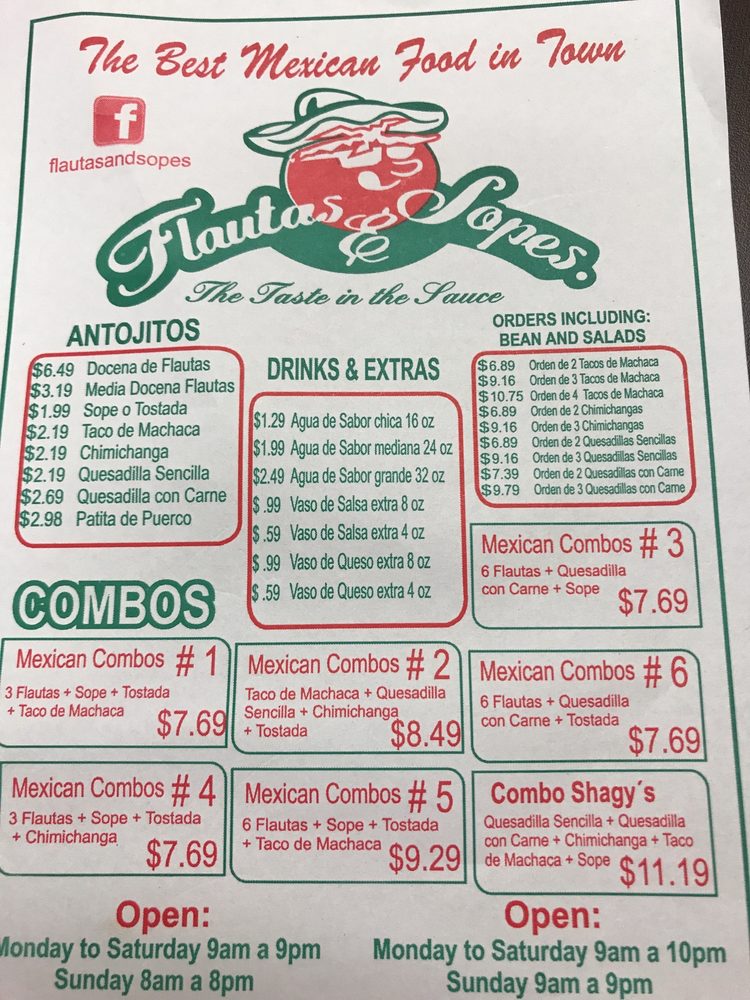 The Best Mexican Food in Town
f
flautasandsopes
Flautas & Sopes.
The Taste in the Sauce
ANTOJITOS
$6.49 Docena de Flautas
$3.19 Media Docena Flautas
$1.99 Sope o Tostada
$2.19 Taco de Machaca
$2.19 Chimichanga
$2.19 Quesadilla Sencilla
$2.69 Quesadilla con Carne
$2.98 Patita de Puerco
DRINKS & EXTRAS
$1.29 Agua de Sabor chica 16 oz
$1.99 Agua de Sabor mediana 24 oz
$2.49 Agua de Sabor grande 32 oz
$ .99 Vaso de Salsa extra 8 oz
$ .59 Vaso de Salsa extra 4 oz
$ .99 Vaso de Queso extra 8 oz
$ .59 Vaso de Queso extra 4 oz
ORDERS INCLUDING:
BEAN AND SALADS
$6.89 Orden de 2 Tacos de Machaca
$9.16 Orden de 3 Tacos de Machaca
$10.75 Orden de 4 Tacos de Machaca
$6.89 Orden de 2 Chimichangas
$9.16 Orden de 3 Chimichangas
$6.89 Orden de 2 Quesadillas Sencillas
$9.16 Orden de 3 Quesadillas Sencillas
$7.39 Orden de 2 Quesadillas con Carne
$9.79 Orden de 3 Quesadillas con Carne
COMBOS
Mexican Combos # 1
3 Flautas + Sope + Tostada
+ Taco de Machaca
$7.69
Mexican Combos # 2
Taco de Machaca + Quesadilla
Sencilla + Chimichanga
+ Tostada
$8.49
Mexican Combos # 3
6 Flautas + Quesadilla
con Carne + Sope
$7.69
Mexican Combos # 6
6 Flautas + Quesadilla
con Carne + Tostada
$7.69
Mexican Combos # 4
3 Flautas + Sope + Tostada
+ Chimichanga
$7.69
Mexican Combos # 5
6 Flautas + Sope + Tostada
+ Taco de Machaca
$9.29
Combo Shagy´s
Quesadilla Sencilla + Quesadilla
con Carne + Chimichanga + Taco
de Machaca + Sope
$11.19
Open:
Monday to Saturday 9am a 9pm
Sunday 8am a 8pm
Open:
Monday to Saturday 9am a 10pm
Sunday 9am a 9pm